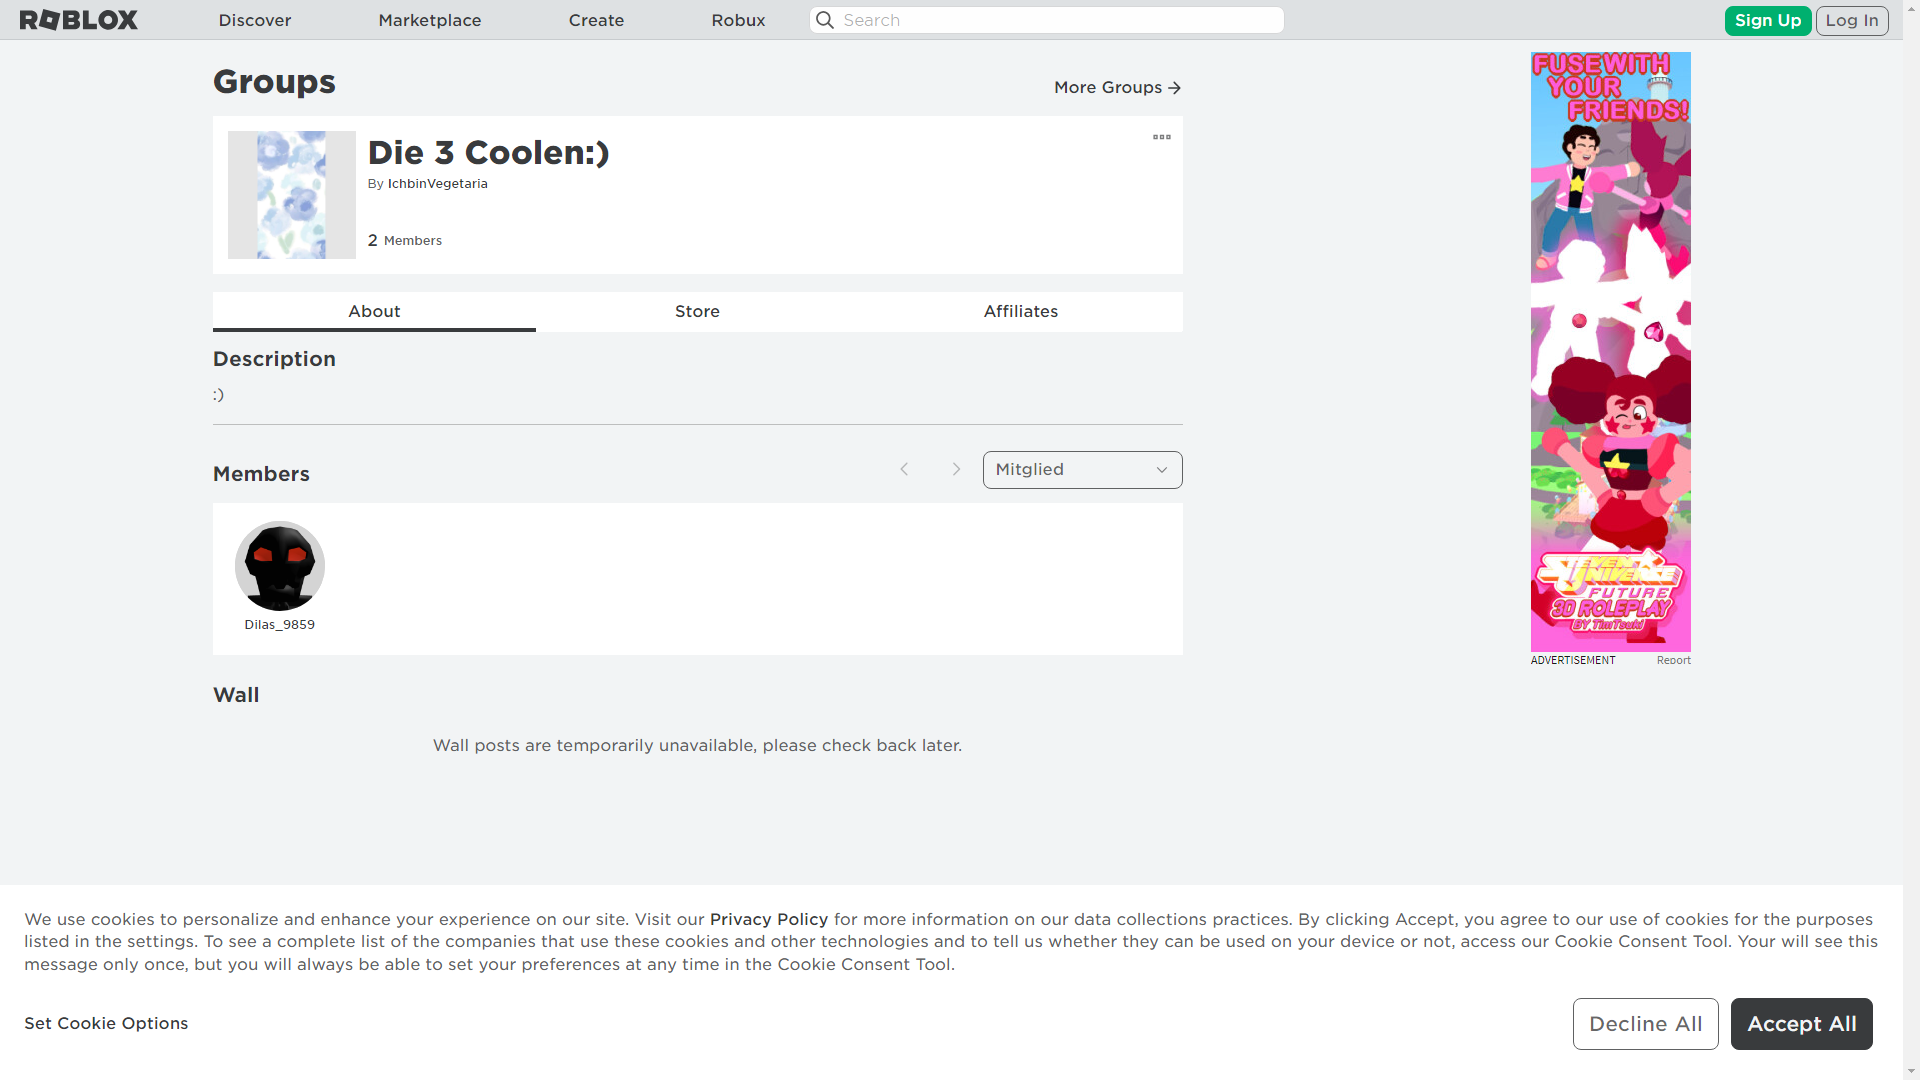 ROBLOX
Discover
Marketplace
Create
Robux
Search
Sign Up
Log In
Groups
More Groups
Die 3 Coolen:)
By IchbinVegetaria
2 Members
About
Store
Affiliates
Description
:)
Members
Mitglied
Dilas_9859
Wall
Wall posts are temporarily unavailable, please check back later.
FUSE WITH
YOUR
FRIENDS!
STEVEN
UNIVERSE
FUTURE
3D ROLEPLAY
BY TimTsuki
ADVERTISEMENT
Report
We use cookies to personalize and enhance your experience on our site. Visit our Privacy Policy for more information on our data collections practices. By clicking Accept, you agree to our use of cookies for the purposes
listed in the settings. To see a complete list of the companies that use these cookies and other technologies and to tell us whether they can be used on your device or not, access our Cookie Consent Tool. Your will see this
message only once, but you will always be able to set your preferences at any time in the Cookie Consent Tool.
Set Cookie Options
Decline All
Accept All